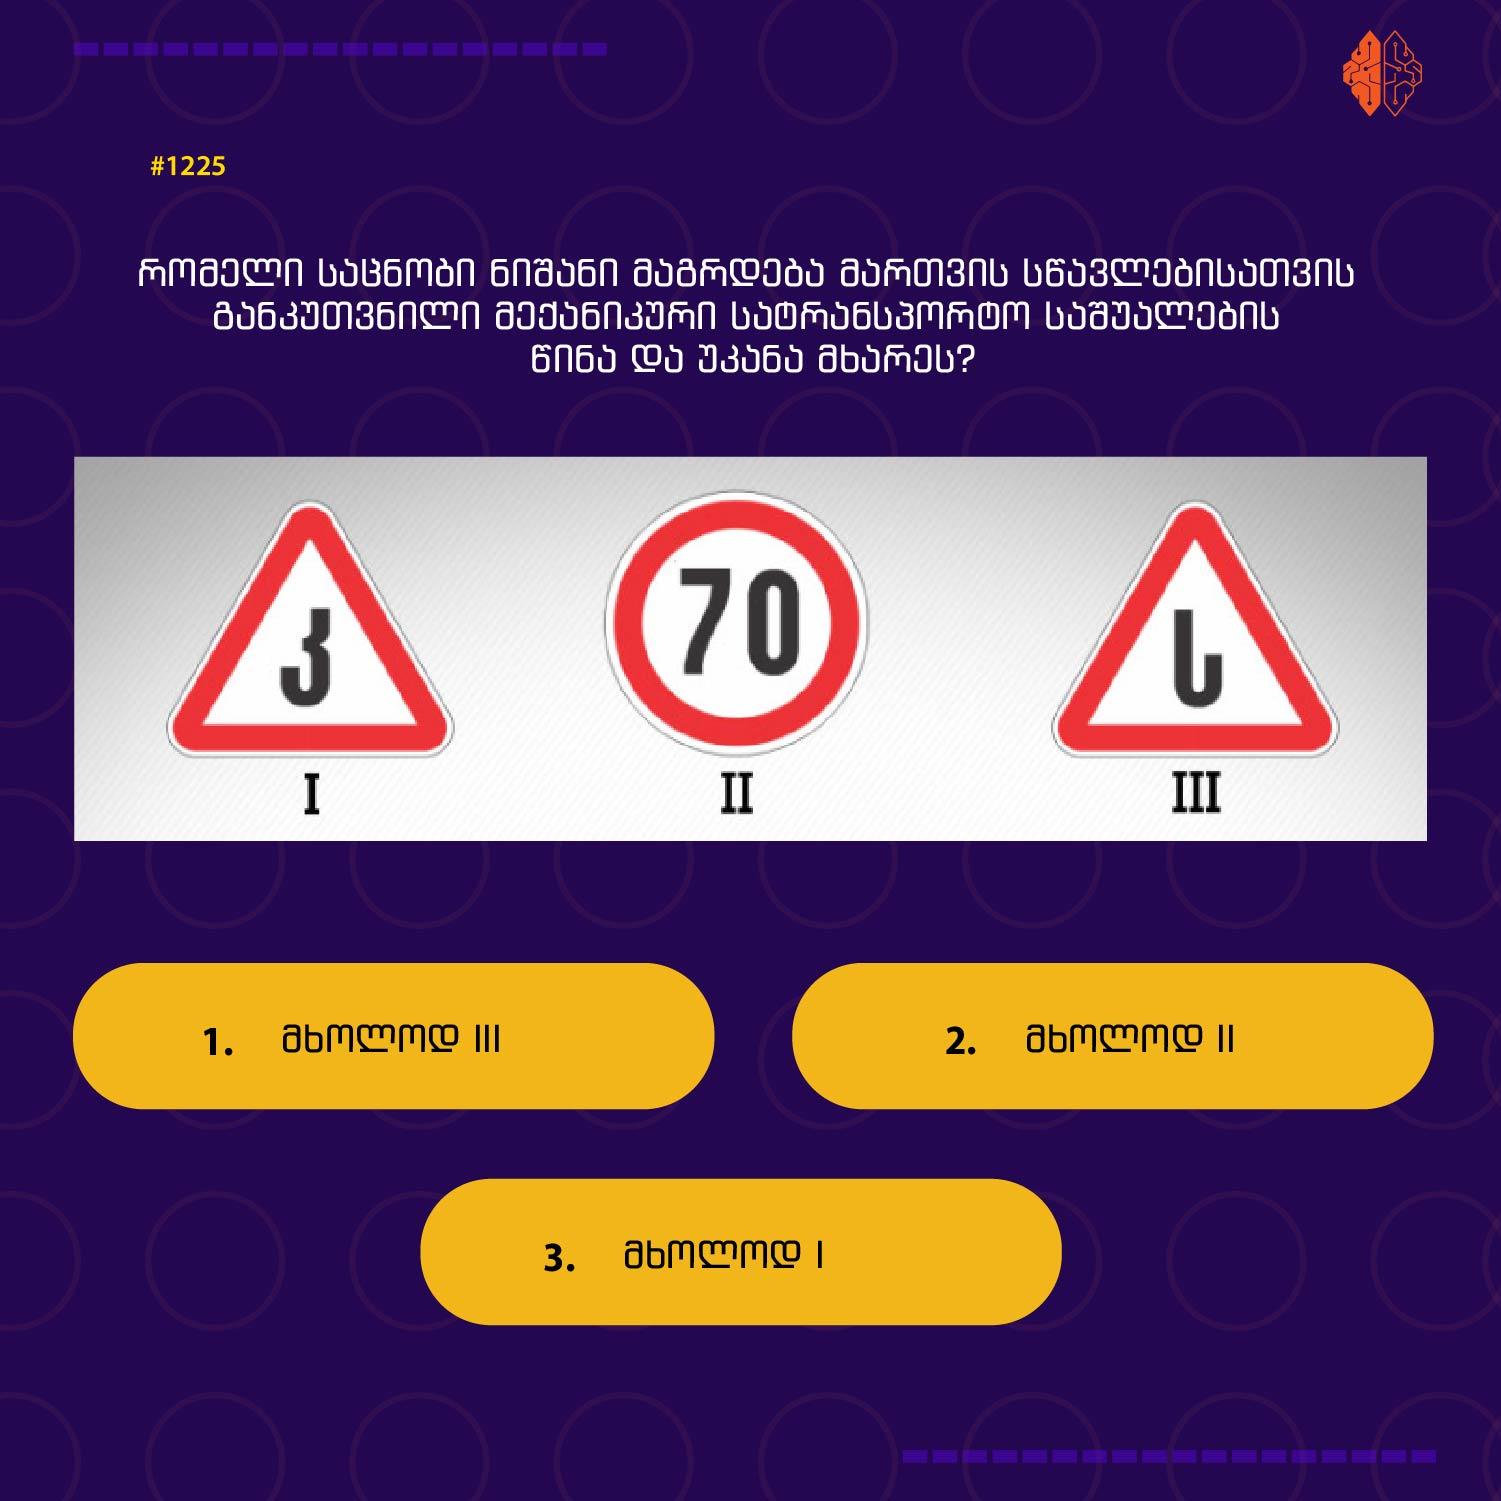 #1225
რომელი საცნობი ნიშანი მაგრდება მართვის სწავლებისათვის
განკუთვნილი მექანიკური სატრანსპორტო საშუალების
წინა და უკანა მხარეს?
კ
70
ს
I
II
III
1. მხოლოდ III
2. მხოლოდ II
3. მხოლოდ I